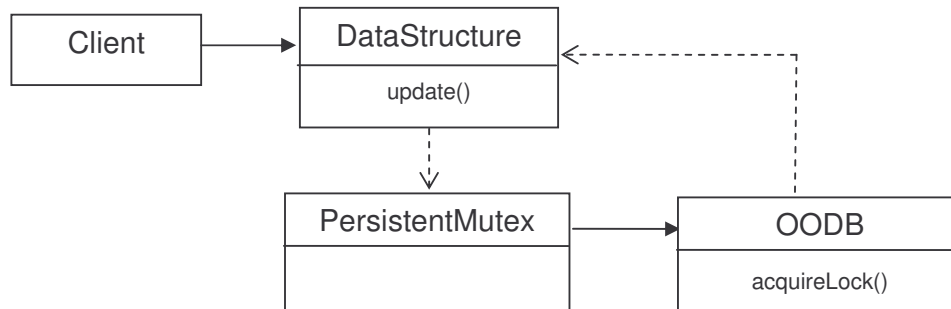 Client
DataStructure
update()
PersistentMutex
OODB
acquireLock()